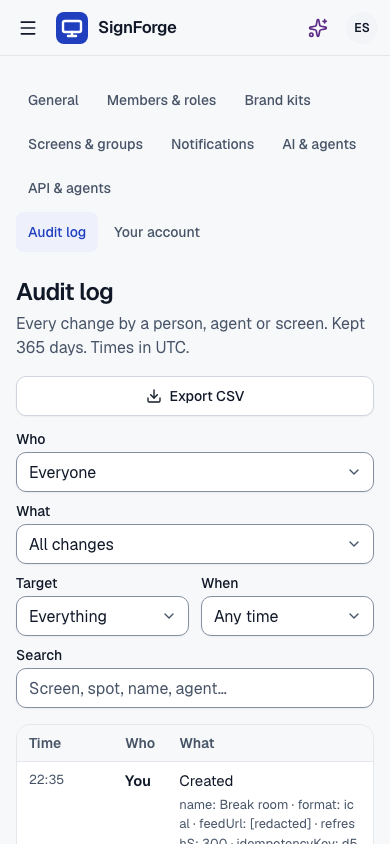 SignForge
ES
General Members & roles Brand kits
Screens & groups Notifications AI & agents
API & agents
Audit log Your account
Audit log
Every change by a person, agent or screen. Kept
365 days. Times in UTC.
Export CSV
Who
Everyone
What
All changes
Target When
Everything Any time
Search
Screen, spot, name, agent…
Time Who What
22:35 You Created
name: Break room · format: ic
al · feedUrl: [redacted] · refres
hS: 300 · idempotencyKey: d5